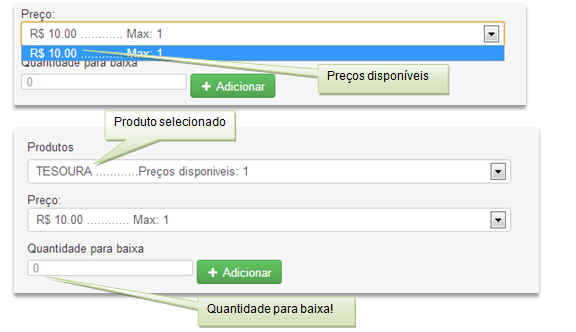 Preço:
R$ 10.00 ............ Max: 1
R$ 10.00 ............ Max: 1
Preços disponíveis
Quantidade para baixa
0
+ Adicionar
Produto selecionado
Produtos
TESOURA ............Preços disponiveis: 1
Preço:
R$ 10.00 ............ Max: 1
Quantidade para baixa
0
+ Adicionar
Quantidade para baixa!